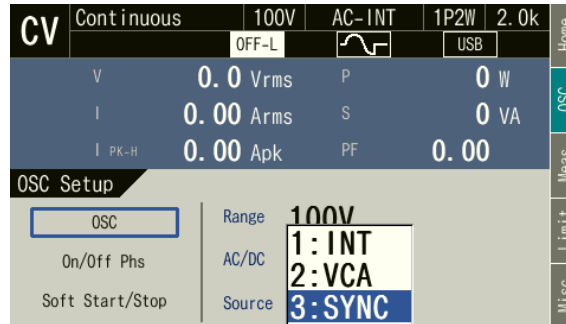 CV Continuous 100V AC-INT 1P2W 2.0k
OFF-L USB
V 0.0 Vrms P 0 W
I 0.00 Arms S 0 VA
I PK-H 0.00 Apk PF 0.00
OSC Setup
OSC Range 100V
On/Off Phs AC/DC
Soft Start/Stop Source
1:INT
2:VCA
3:SYNC
Home
OSC
Meas
Limit
Misc